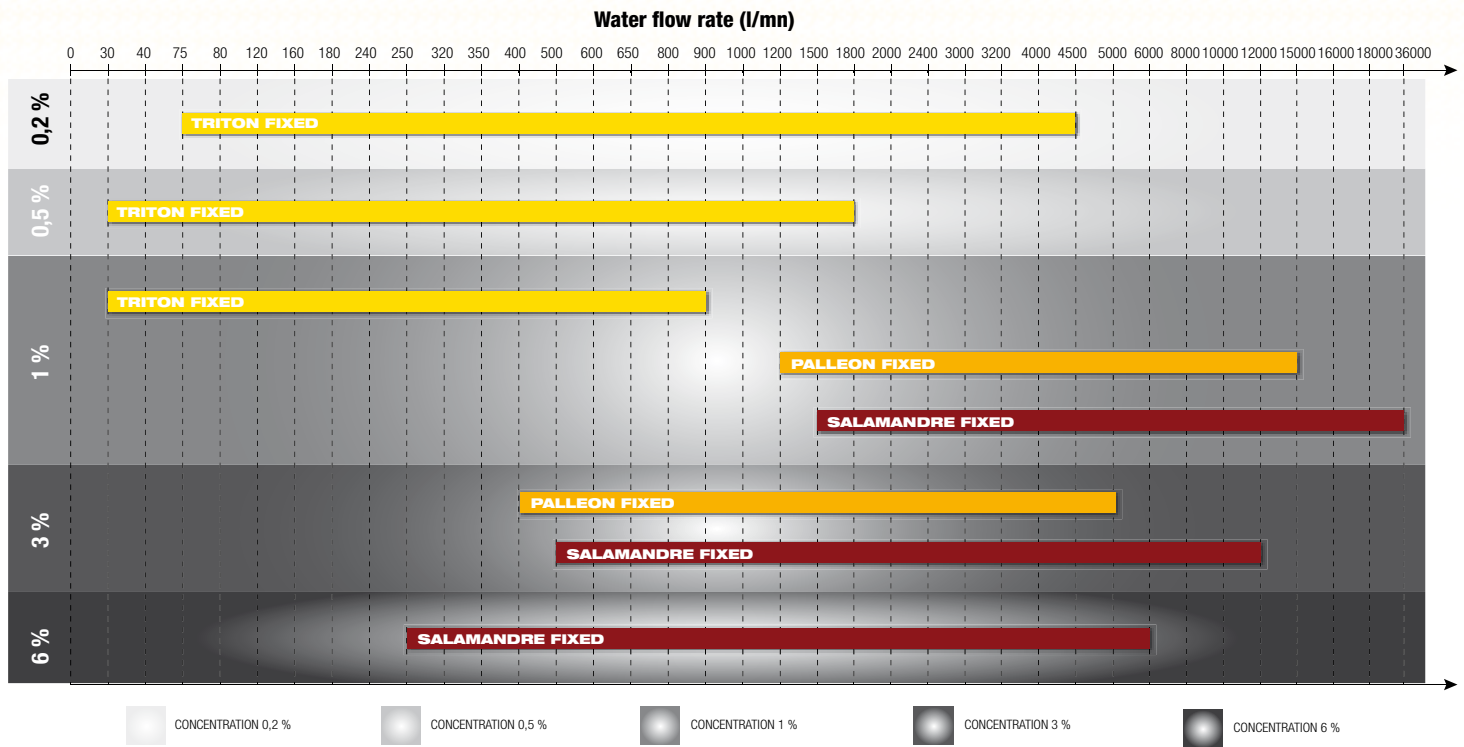 Water flow rate (l/mn)
0 30 40 75 80 120 160 180 240 250 320 350 400 500 600 650 800 900 1000 1200 1500 1800 2000 2400 3000 3200 4000 4500 5000 6000 8000 10000 12000 15000 16000 18000 36000
0,2 %
TRITON FIXED
0,5 %
TRITON FIXED
1 %
TRITON FIXED
PALLEON FIXED
SALAMANDRE FIXED
3 %
PALLEON FIXED
SALAMANDRE FIXED
6 %
SALAMANDRE FIXED
CONCENTRATION 0,2 % CONCENTRATION 0,5 % CONCENTRATION 1 % CONCENTRATION 3 % CONCENTRATION 6 %